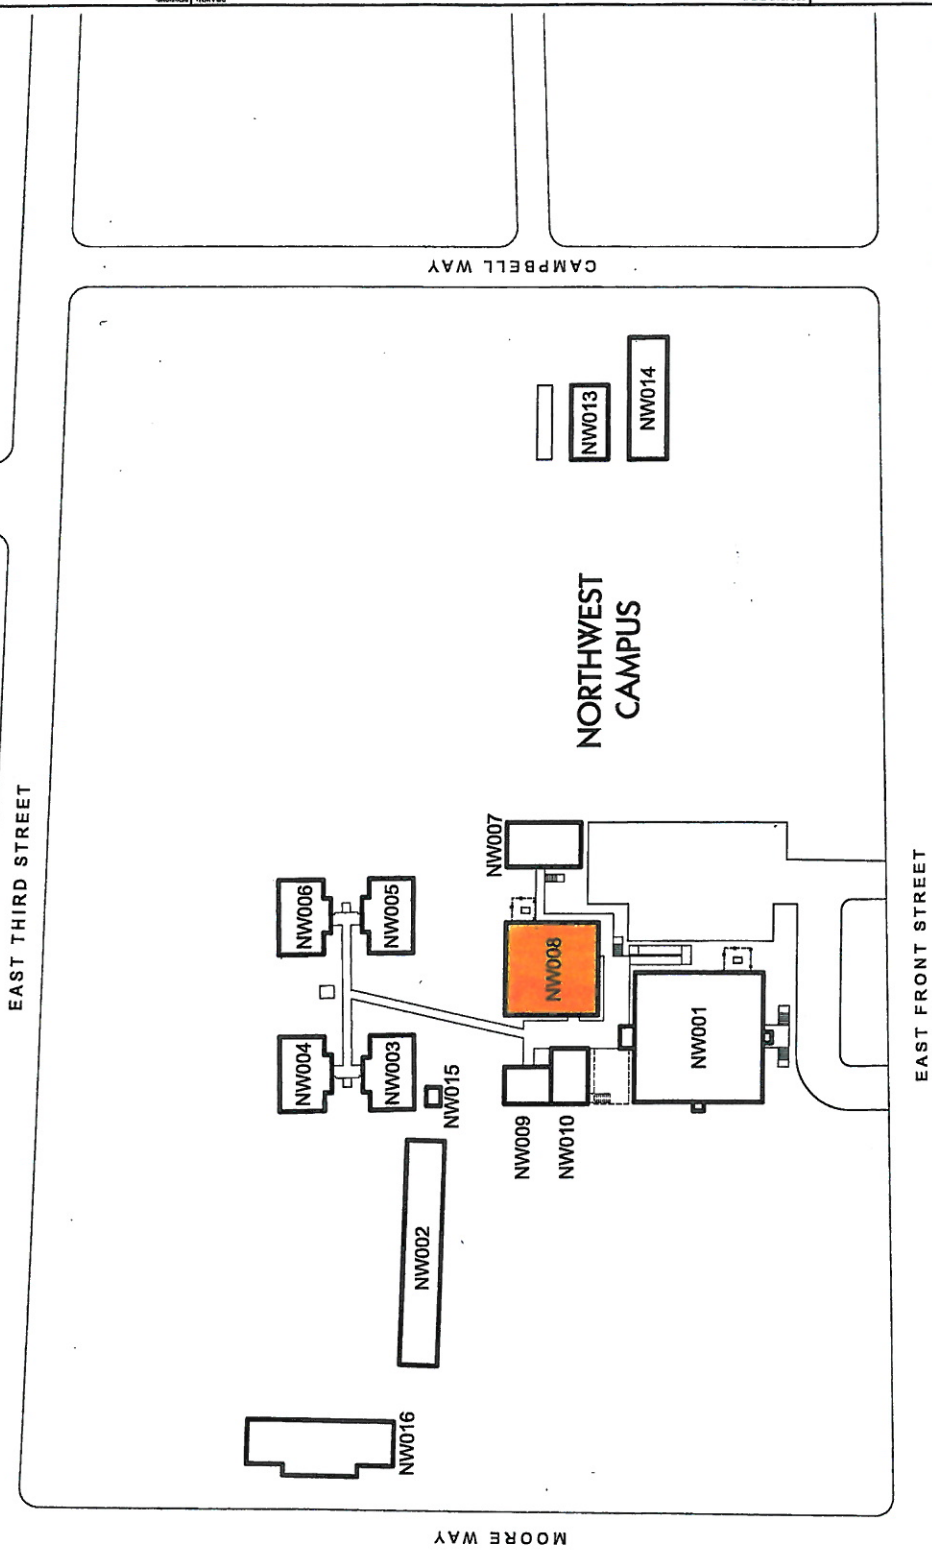 CAMPBELL WAY
NW014
NW013
NORTHWEST
CAMPUS
EAST THIRD STREET
NW007
NW006
NW005
NW008
NW001
EAST FRONT STREET
NW004
NW003
NW015
NW009
NW010
NW002
NW016
MOORE WAY